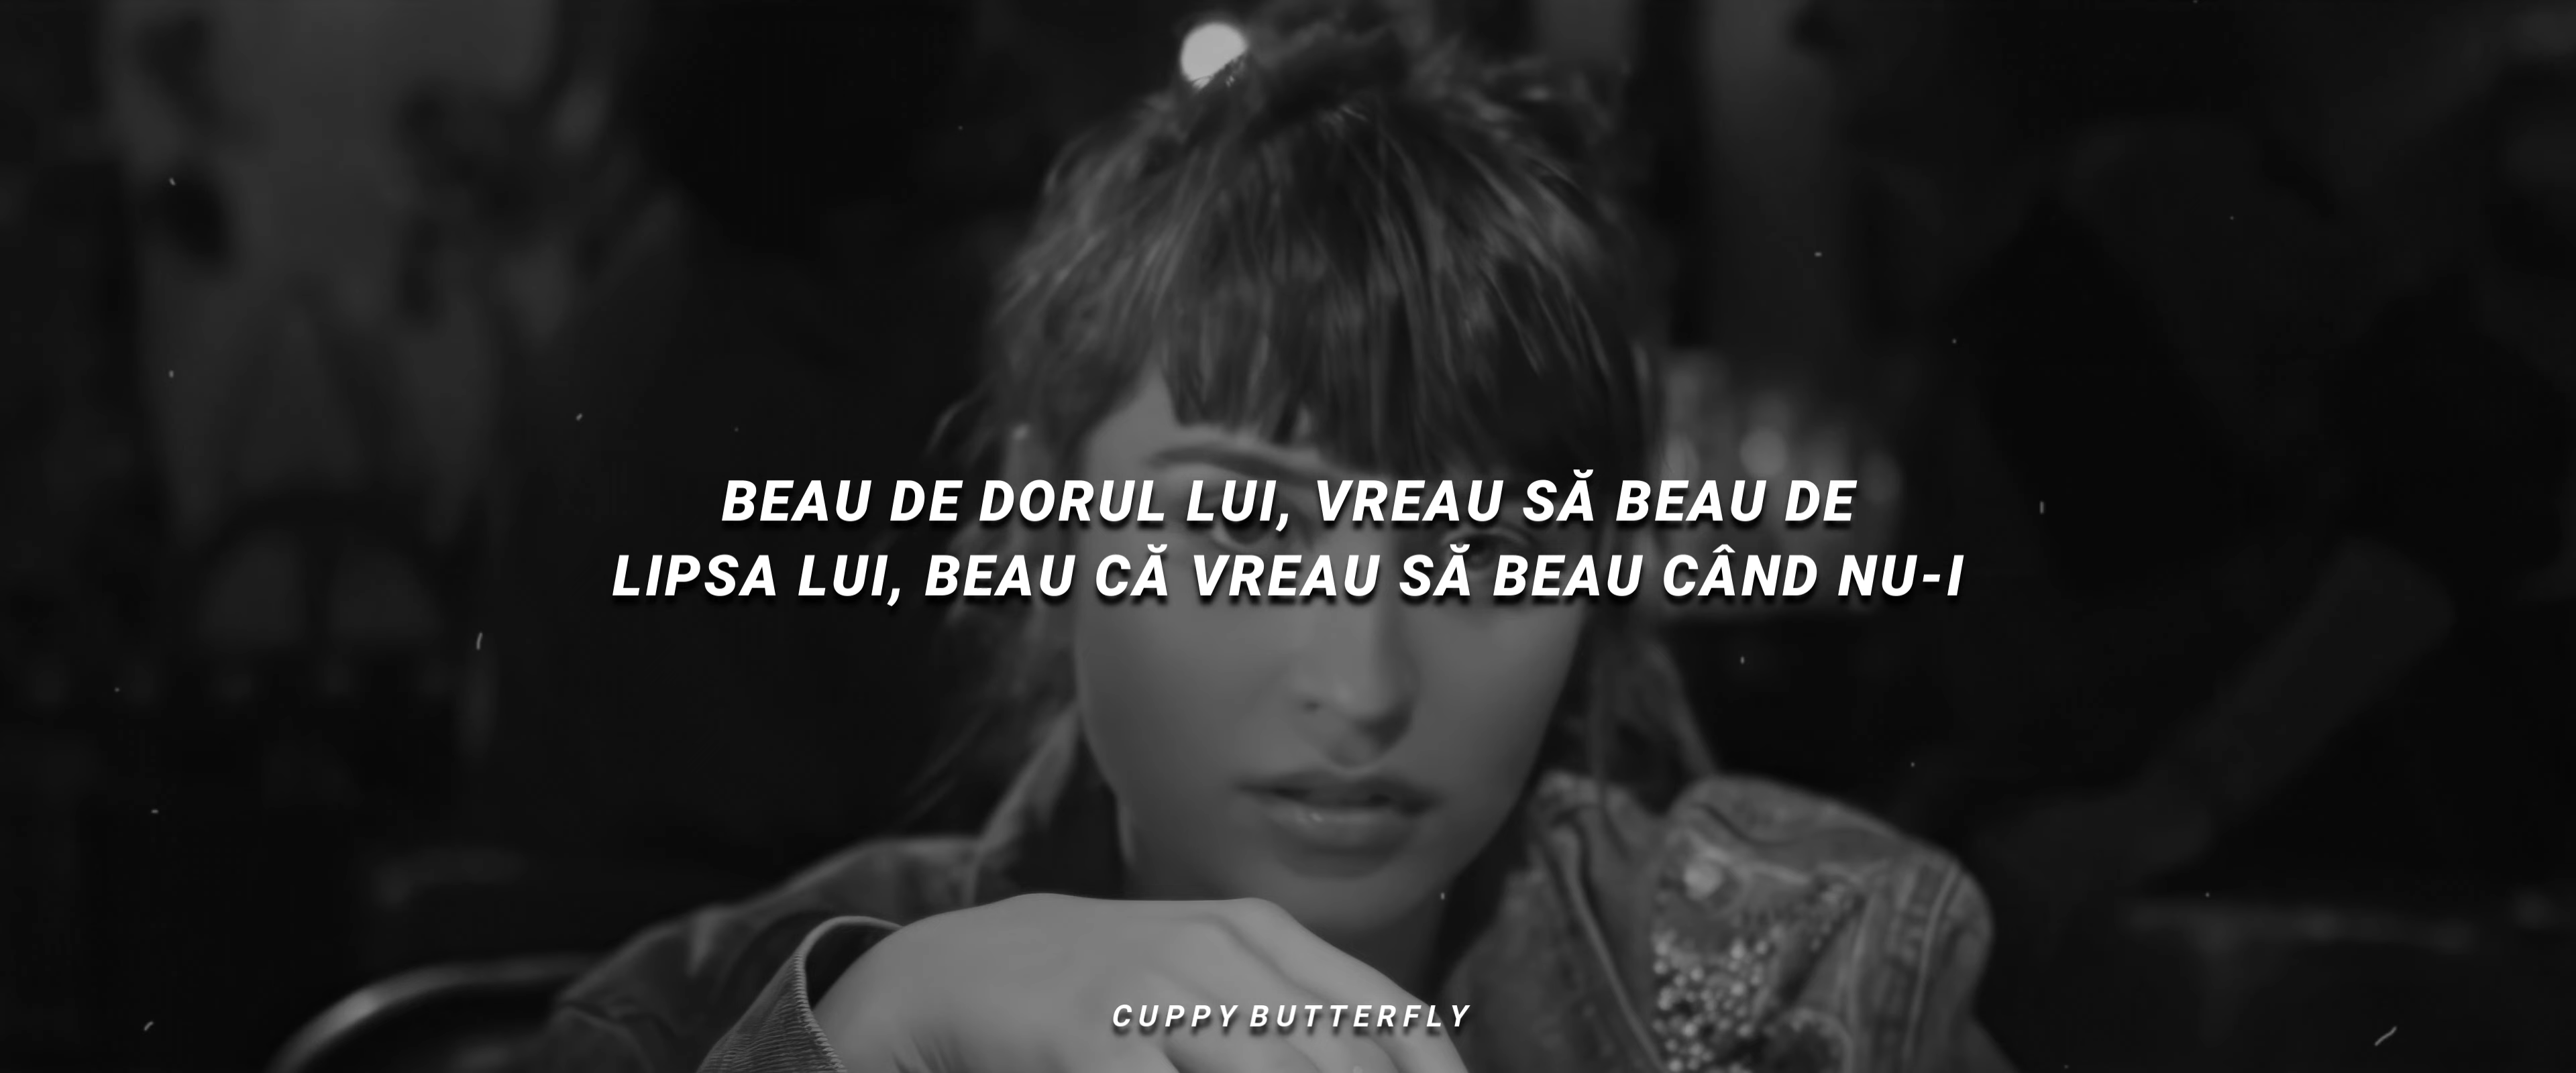 BEAU DE DORUL LUI, VREAU SĂ BEAU DE
LIPSA LUI, BEAU CĂ VREAU SĂ BEAU CÂND NU-I
CUPPY BUTTERFLY